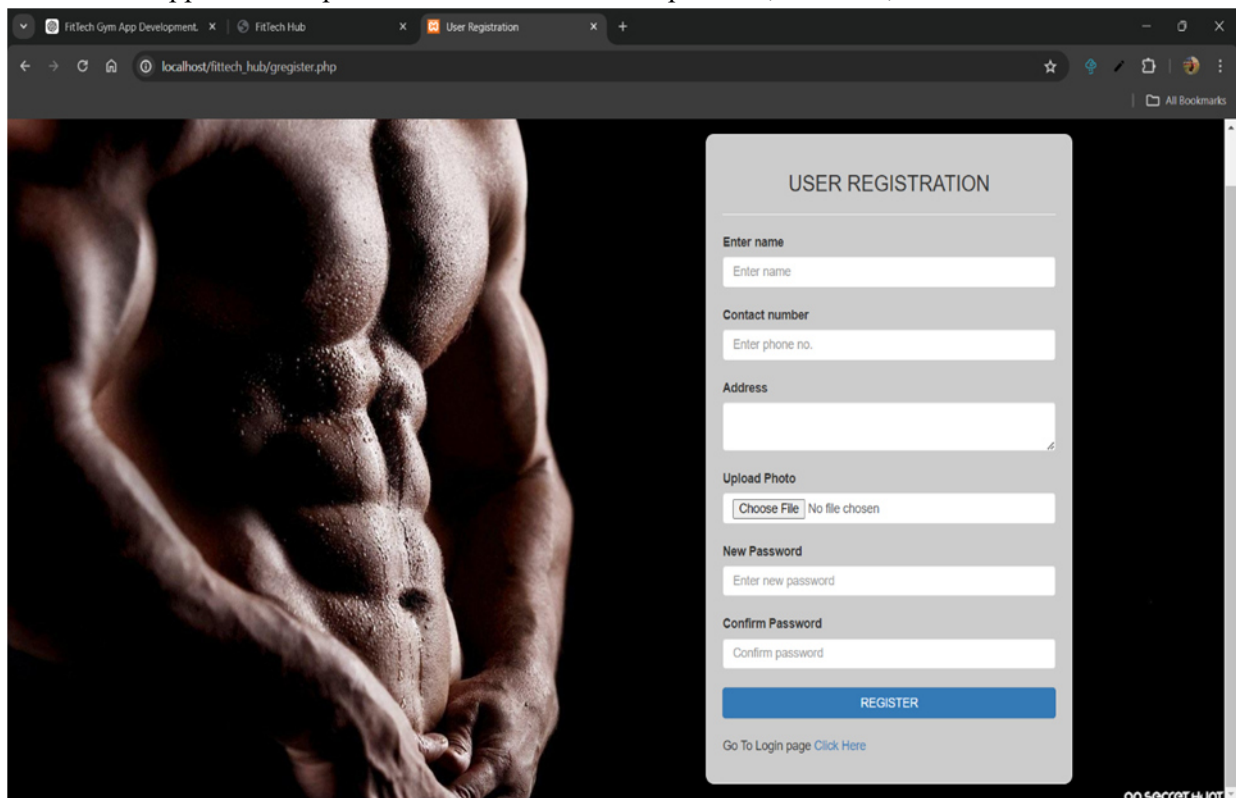 FitTech Gym App Development.
FitTech Hub
User Registration
localhost/fittech_hub/gregister.php
All Bookmarks
USER REGISTRATION
Enter name
Enter name
Contact number
Enter phone no.
Address
Upload Photo
Choose File No file chosen
New Password
Enter new password
Confirm Password
Confirm password
REGISTER
Go To Login page Click Here